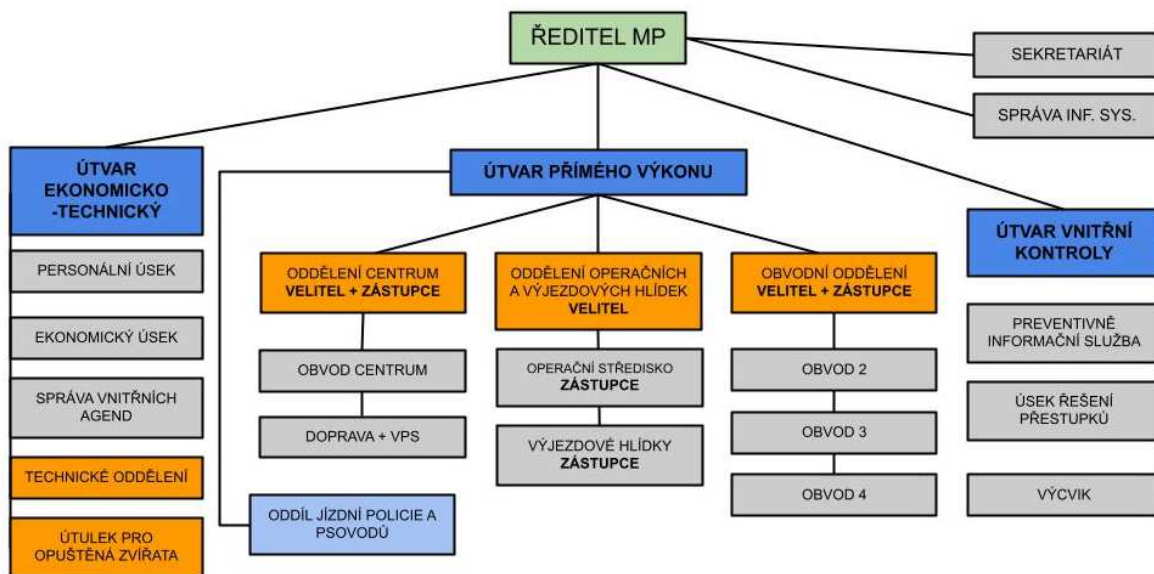 ŘEDITEL MP
SEKRETARIÁT
SPRÁVA INF. SYS.
ÚTVAR
EKONOMICKO
-TECHNICKÝ
PERSONÁLNÍ ÚSEK
EKONOMICKÝ ÚSEK
SPRÁVA VNITŘNÍCH
AGEND
TECHNICKÉ ODDĚLENÍ
ÚTULEK PRO
OPUŠTĚNÁ ZVÍŘATA
ÚTVAR PŘÍMÉHO VÝKONU
ODDĚLENÍ CENTRUM
VELITEL + ZÁSTUPCE
OBVOD CENTRUM
DOPRAVA + VPS
ODDÍL JÍZDNÍ POLICIE A
PSOVODŮ
ODDĚLENÍ OPERAČNÍCH
A VÝJEZDOVÝCH HLÍDEK
VELITEL
OPERAČNÍ STŘEDISKO
ZÁSTUPCE
VÝJEZDOVÉ HLÍDKY
ZÁSTUPCE
OBVODNÍ ODDĚLENÍ
VELITEL + ZÁSTUPCE
OBVOD 2
OBVOD 3
OBVOD 4
ÚTVAR VNITŘNÍ
KONTROLY
PREVENTIVNĚ
INFORMAČNÍ SLUŽBA
ÚSEK ŘEŠENÍ
PŘESTUPKŮ
VÝCVIK